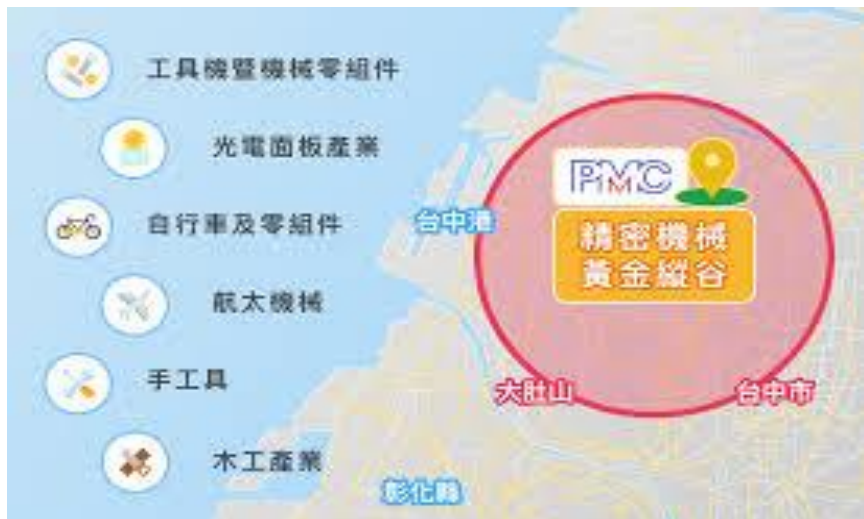 工具機暨機械零組件
光電面板產業
自行車及零組件
航太機械
手工具
木工產業
PMC
精密機械
黃金縱谷
台中港
大肚山
台中市
彰化縣